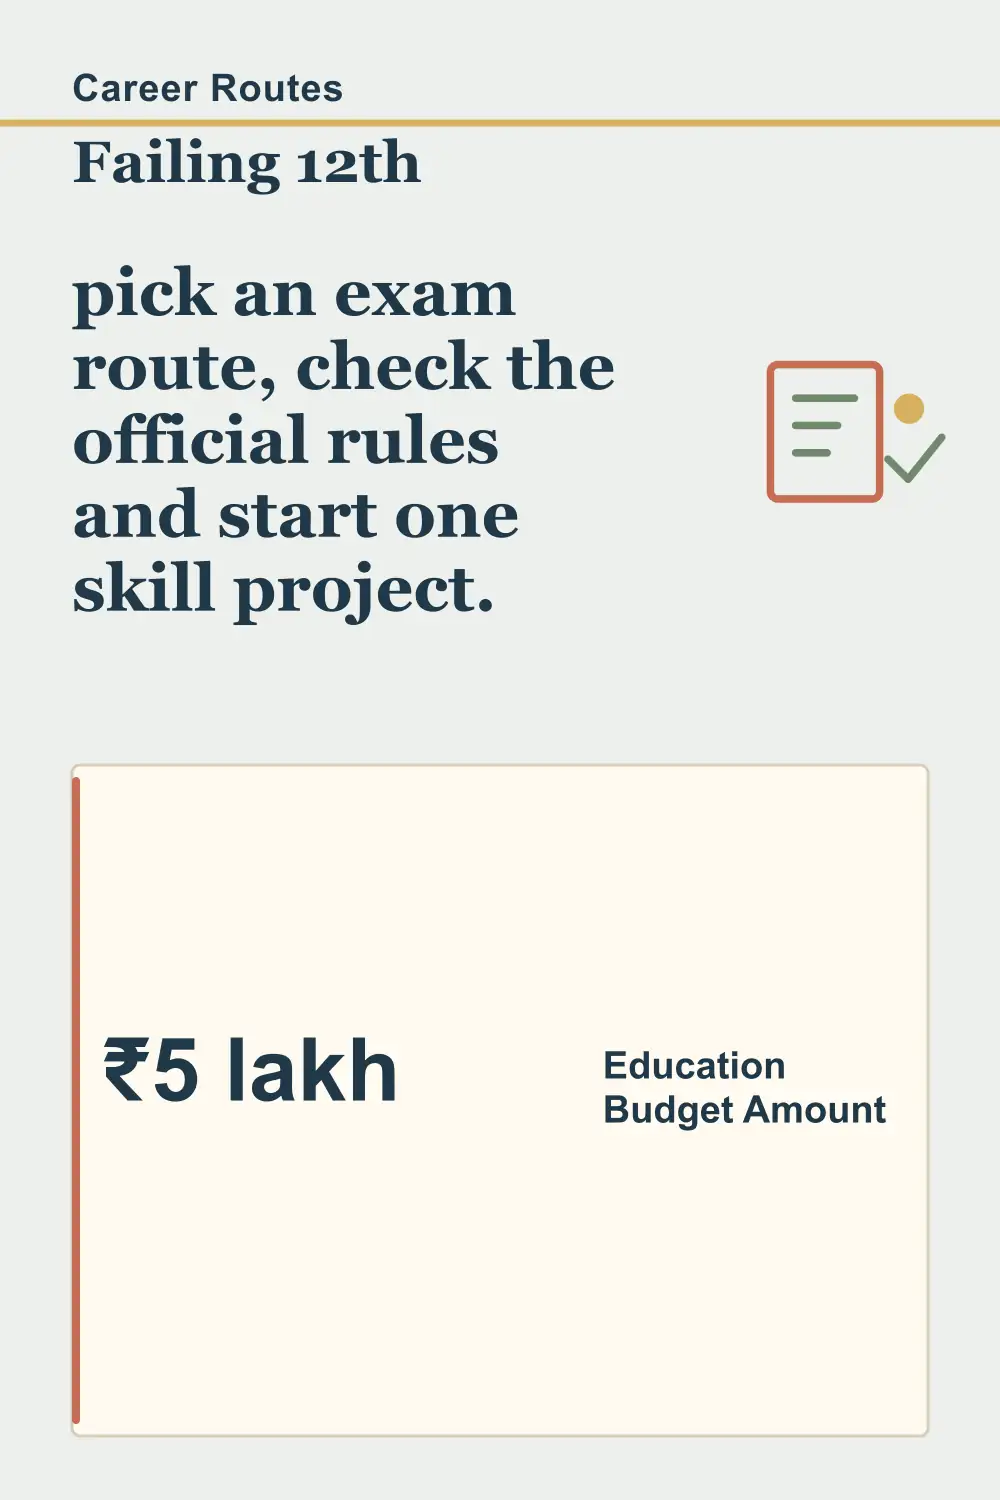 Career Routes
Failing 12th
pick an exam
route, check the
official rules
and start one
skill project.
₹5 lakh
Education
Budget Amount